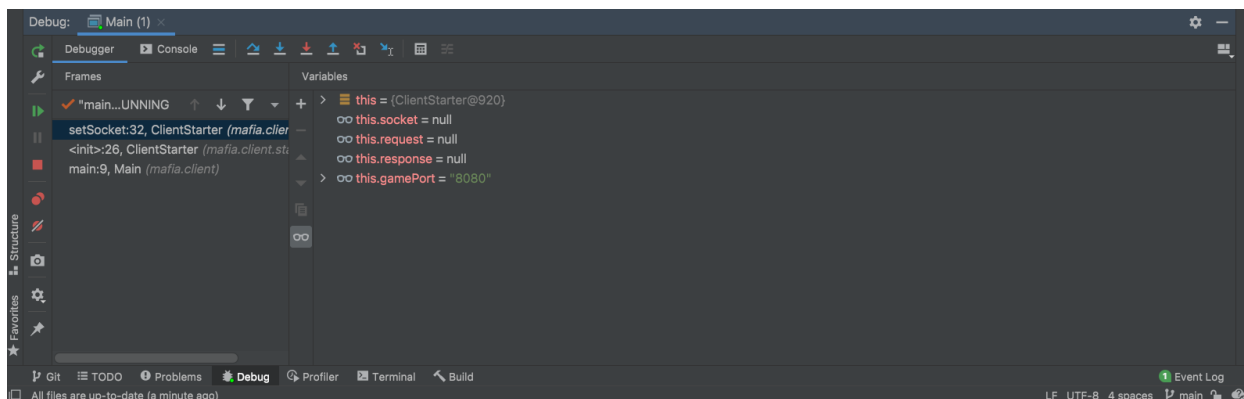 Debug: Main (1)
Debugger Console
Frames Variables
"main...UNNING
this = {ClientStarter@920}
setSocket:32, ClientStarter (mafia.clier
this.socket = null
<init>:26, ClientStarter (mafia.client.sta
this.request = null
main:9, Main (mafia.client)
this.response = null
this.gamePort = "8080"
Structure
Favorites
Git TODO Problems Debug Profiler Terminal Build 1 Event Log
All files are up-to-date (a minute ago) LF UTF-8 4 spaces main